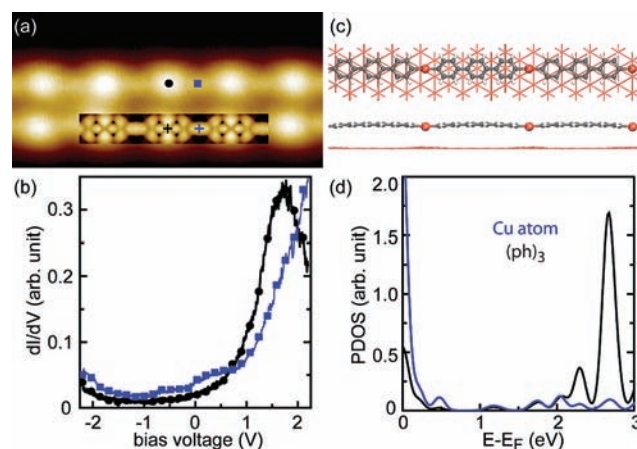 (a)
(c)
(b)
(d)
0.3
0.2
0.1
0
dI/dV (arb. unit)
-2
-1
0
1
2
bias voltage (V)
2.0
1.5
1.0
0.5
0
PDOS (arb. unit)
Cu atom
(ph)3
0
1
2
3
E-EF (eV)